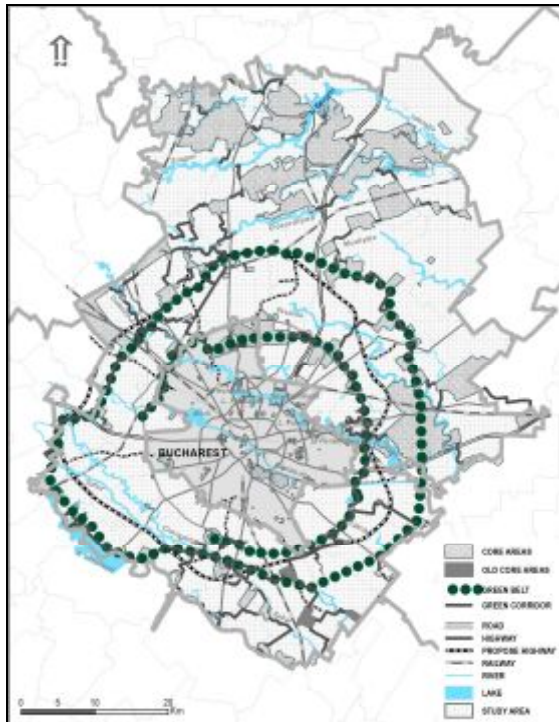 BUCHAREST
CORE AREAS
OLD CORE AREAS
GREEN BELT
GREEN CORRIDOR
ROAD
HIGHWAY
PROPOSE HIGHWAY
RAILWAY
RIVER
LAKE
STUDY AREA
0 5 10 20
Km